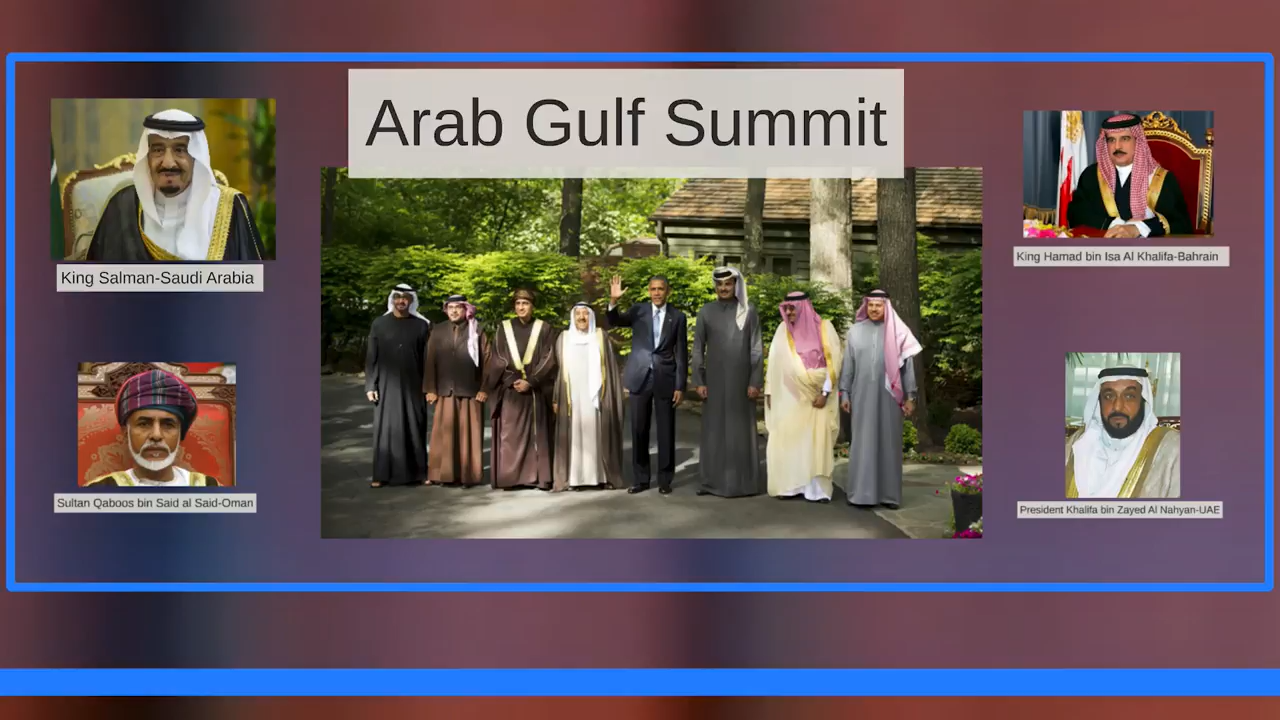 Arab Gulf Summit
King Salman-Saudi Arabia
King Hamad bin Isa Al Khalifa-Bahrain
Sultan Qaboos bin Said al Said-Oman
President Khalifa bin Zayed Al Nahyan-UAE